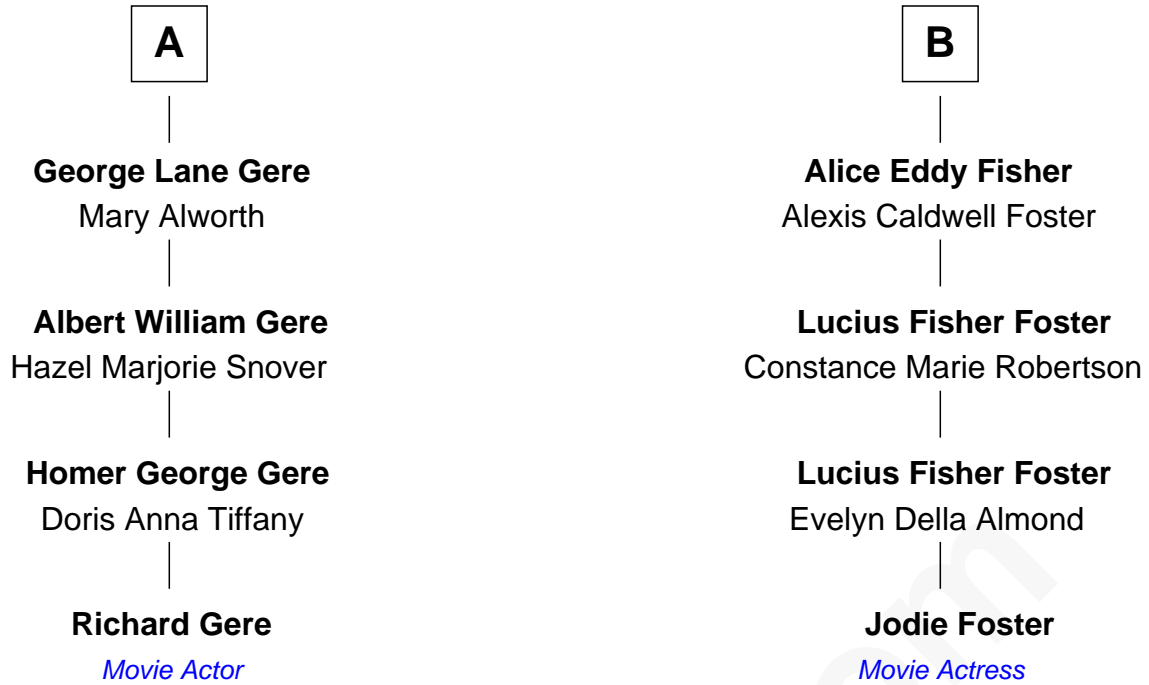 A
George Lane Gere
Mary Alworth
Albert William Gere
Hazel Marjorie Snover
Homer George Gere
Doris Anna Tiffany
Richard Gere
Movie Actor
B
Alice Eddy Fisher
Alexis Caldwell Foster
Lucius Fisher Foster
Constance Marie Robertson
Lucius Fisher Foster
Evelyn Della Almond
Jodie Foster
Movie Actress